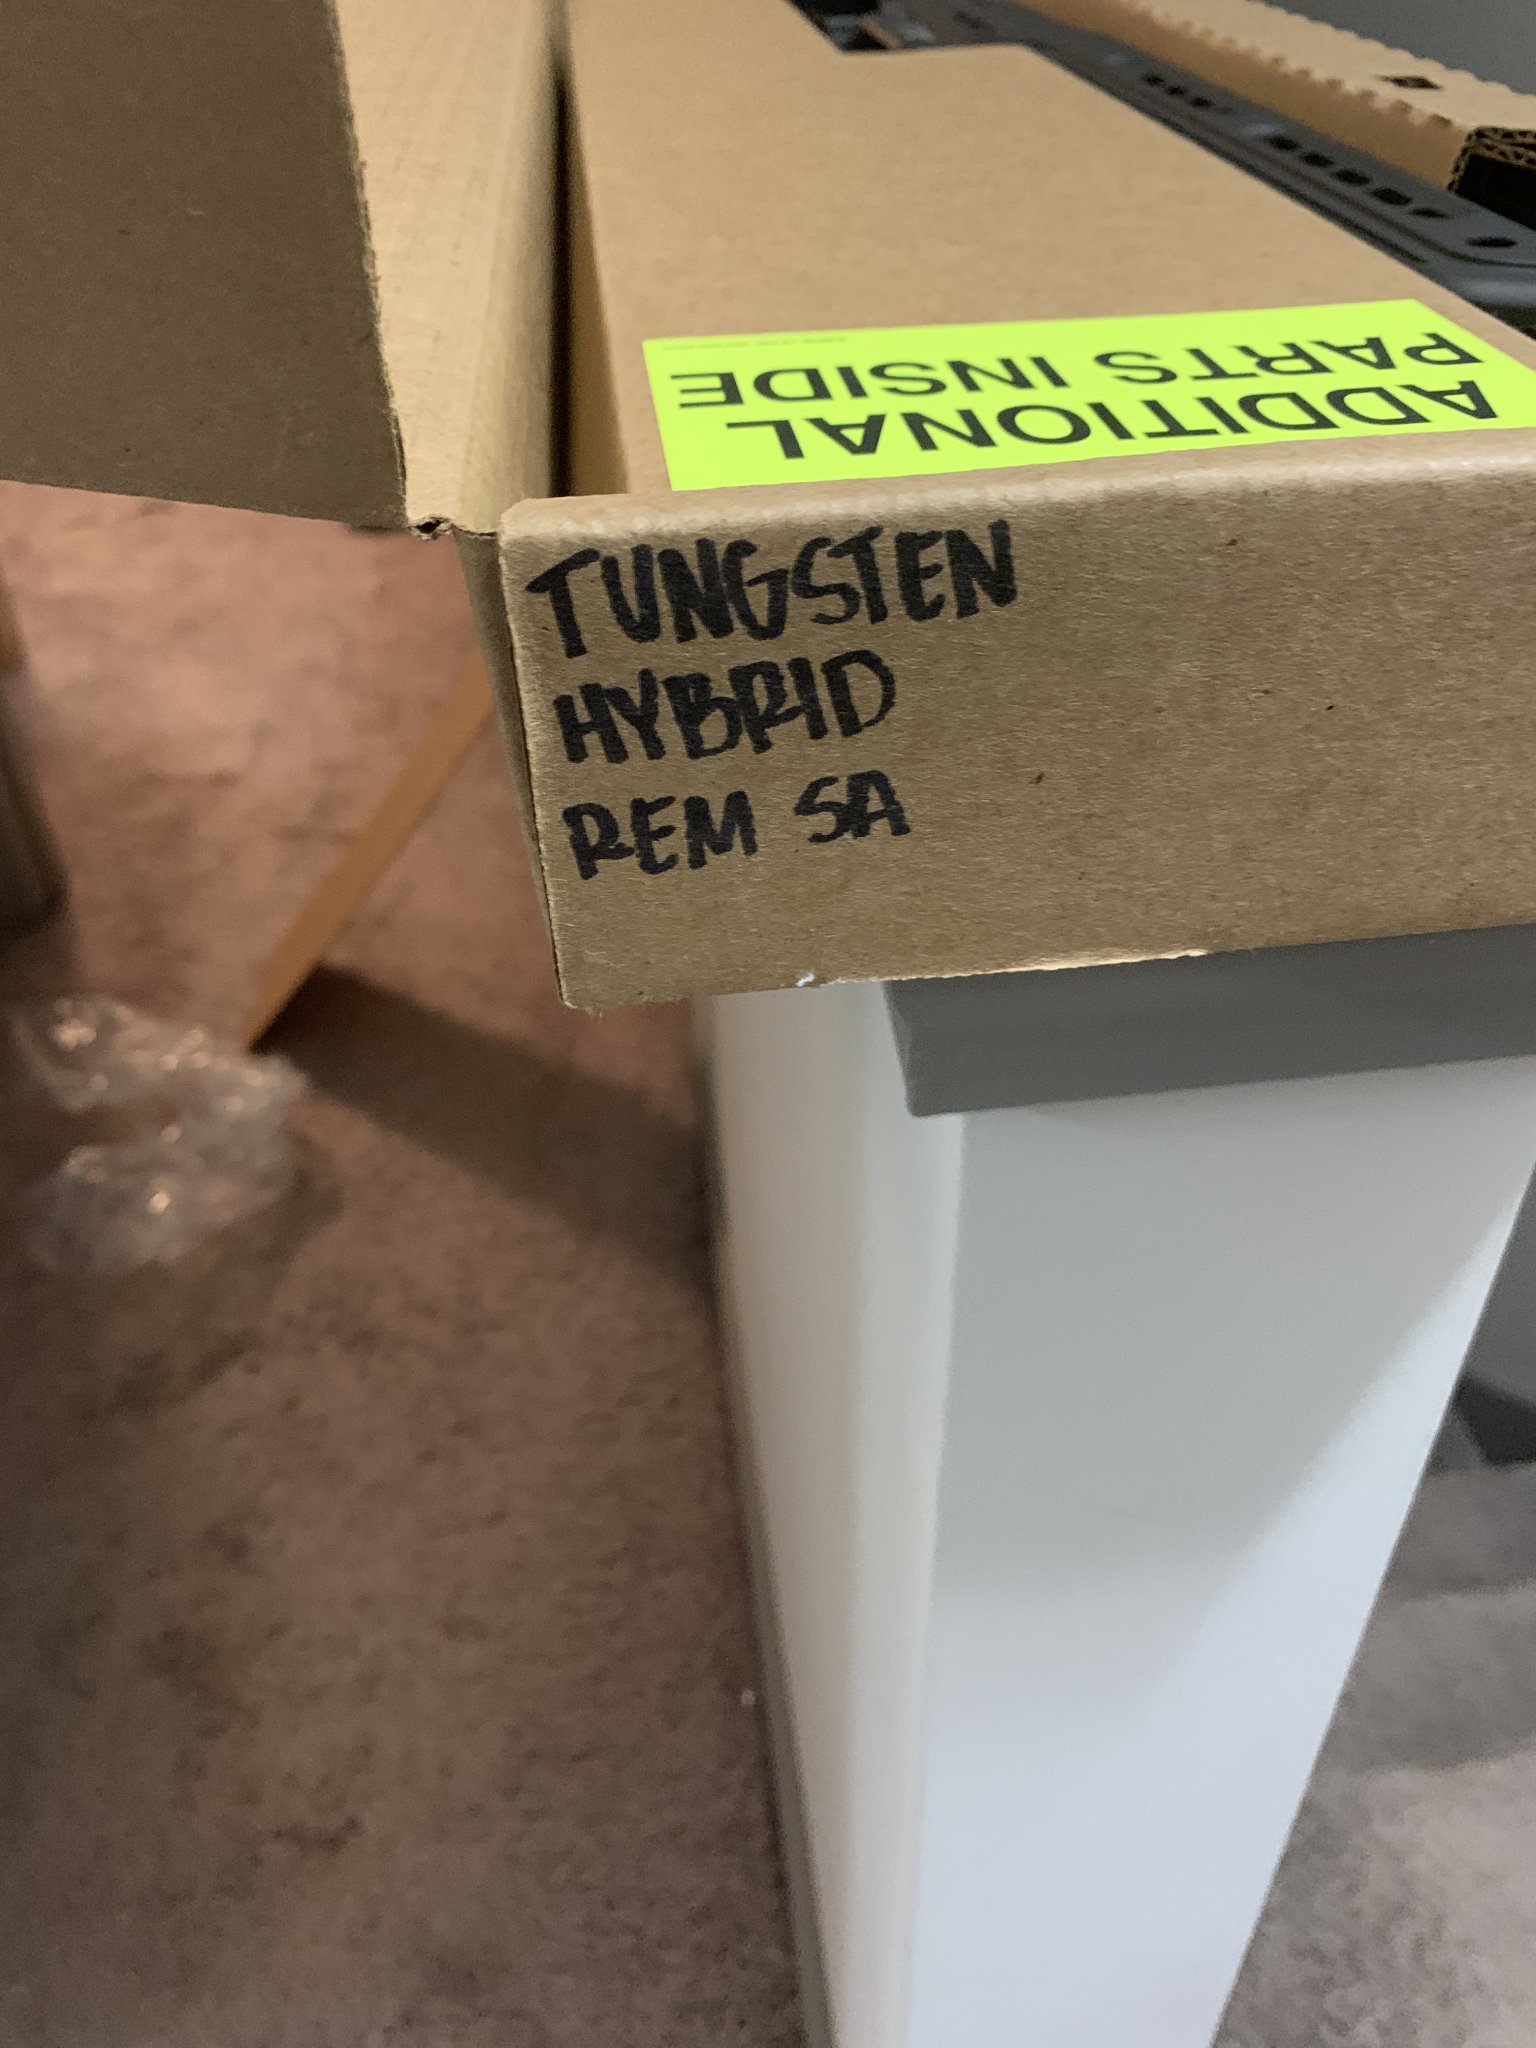 ADDITIONAL
PARTS INSIDE
TUNGSTEN
HYBRID
REM SA